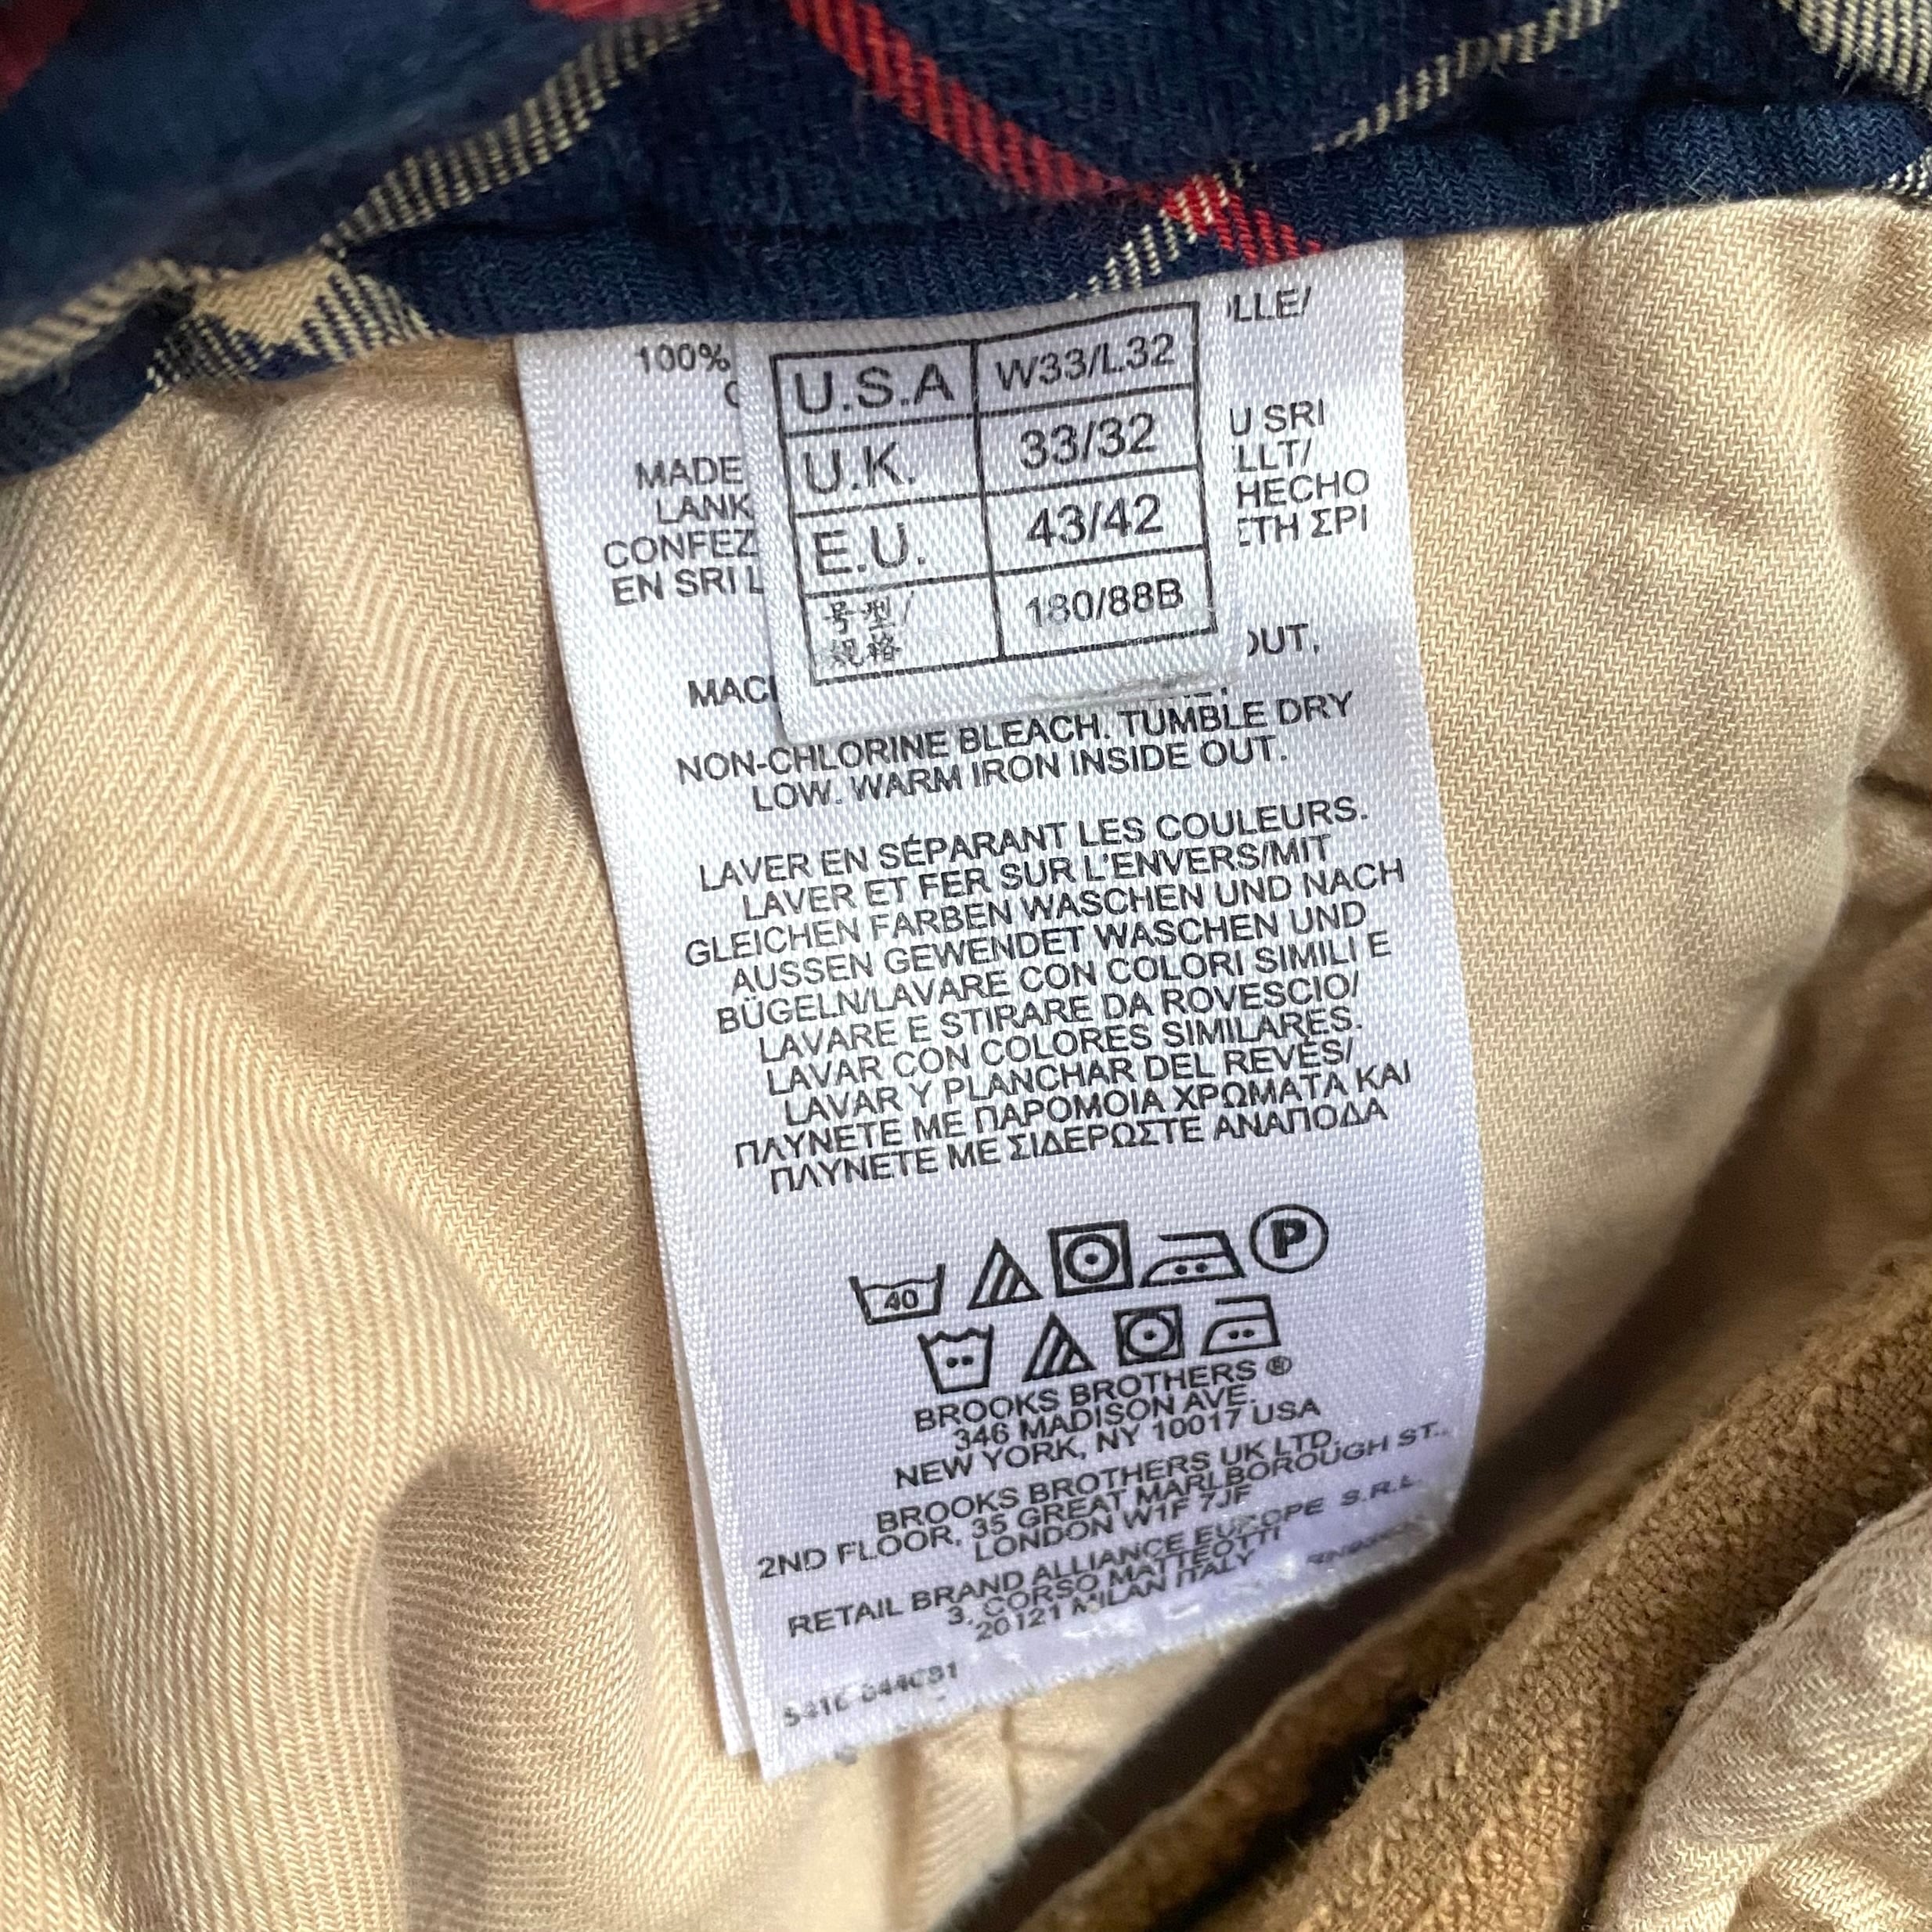 100%
LLE/
U.S.A W33/L32
U.K. 33/32
E.U. 43/42
号型/
规格 180/88B
MADE
LANK
CONFEZ
EN SRI L
U SRI
LLT/
HECHO
ΣΤΗ ΣΡΙ
MAC
OUT,
NON-CHLORINE BLEACH. TUMBLE DRY
LOW. WARM IRON INSIDE OUT.
LAVER EN SÉPARANT LES COULEURS.
LAVER ET FER SUR L'ENVERS/MIT
GLEICHEN FARBEN WASCHEN UND NACH
AUSSEN GEWENDET WASCHEN UND
BÜGELN/LAVARE CON COLORI SIMILI E
LAVARE E STIRARE DA ROVESCIO/
LAVAR CON COLORES SIMILARES.
LAVAR Y PLANCHAR DEL REVÉS/
ΠΛΥΝΕΤΕ ΜΕ ΠΑΡΟΜΟΙΑ ΧΡΩΜΑΤΑ ΚΑΙ
ΠΛΥΝΕΤΕ ΜΕ ΣΙΔΕΡΩΣΤΕ ΑΝΑΠΟΔΑ
40 P
BROOKS BROTHERS ®
346 MADISON AVE.
NEW YORK, NY 10017 USA
BROOKS BROTHERS UK LTD.
2ND FLOOR, 35 GREAT MARLBOROUGH ST.,
LONDON W1F 7JF
RETAIL BRAND ALLIANCE EUROPE S.R.L.
3, CORSO MATTEOTTI
20121 MILAN ITALY